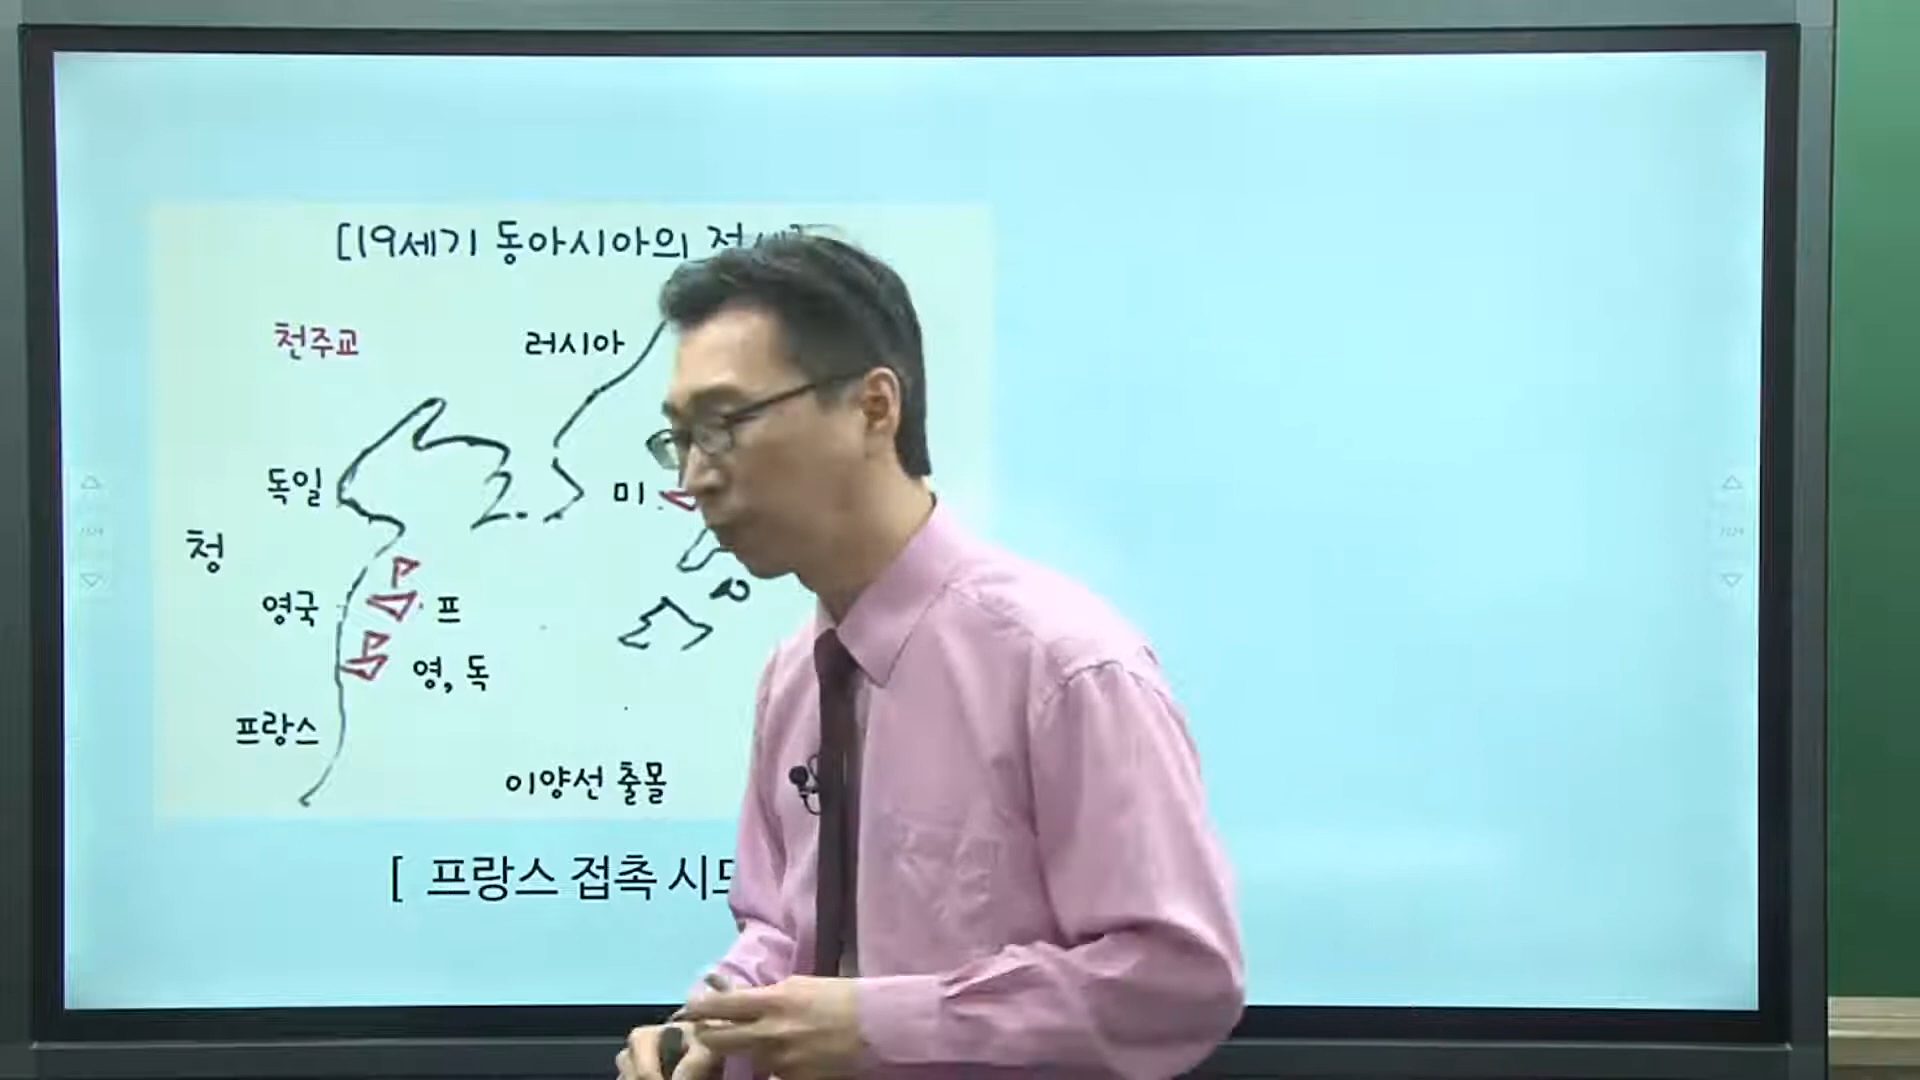 [19세기 동아시아의
천주교
러시아
독일
미
청
영국
프
영, 독
프랑스
이양선 출몰
[ 프랑스 접촉